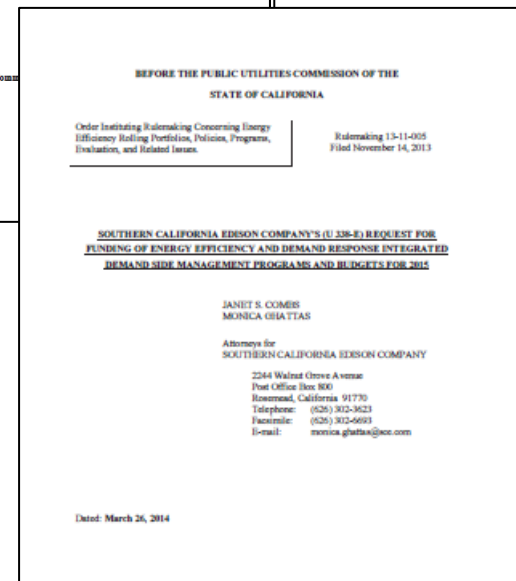 omm
BEFORE THE PUBLIC UTILITIES COMMISSION OF THE
STATE OF CALIFORNIA
Order Instituting Rulemaking Concerning Energy
Efficiency Rolling Portfolios, Policies, Programs,
Evaluation, and Related Issues.
Rulemaking 13-11-005
Filed November 14, 2013
SOUTHERN CALIFORNIA EDISON COMPANY'S (U 338-E) REQUEST FOR
FUNDING OF ENERGY EFFICIENCY AND DEMAND RESPONSE INTEGRATED
DEMAND SIDE MANAGEMENT PROGRAMS AND BUDGETS FOR 2015
JANET S. COMBS
MONICA GHATTAS
Attorneys for
SOUTHERN CALIFORNIA EDISON COMPANY
2244 Walnut Grove Avenue
Post Office Box 800
Rosemead, California 91770
Telephone: (626) 302-3623
Facsimile: (626) 302-6693
E-mail: monica.ghattas@sce.com
Dated: March 26, 2014